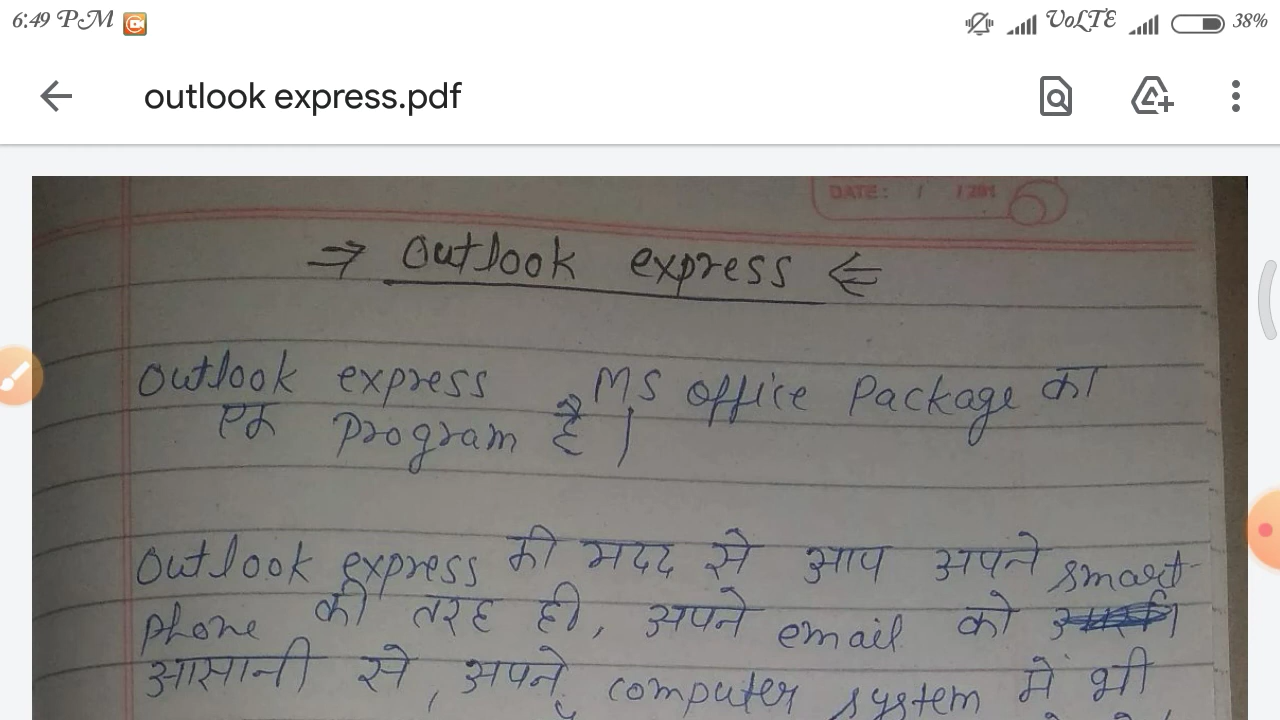 6:49 PM VoLTE 38%
outlook express.pdf
DATE: / /201
⇒ Outlook express ⇐
Outlook express MS office Package का
एक Program है |
Outlook express की मदद से आप अपने smart-
phone की तरह ही, अपने email को
आसानी से, अपने computer system में भी